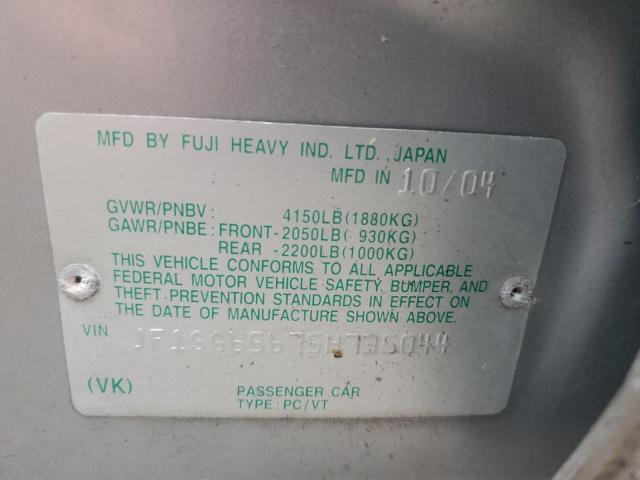 MFD BY FUJI HEAVY IND. LTD., JAPAN
MFD IN 10/04
GVWR/PNBV: 4150LB(1880KG)
GAWR/PNBE: FRONT-2050LB( 930KG)
REAR -2200LB(1000KG)
THIS VEHICLE CONFORMS TO ALL APPLICABLE
FEDERAL MOTOR VEHICLE SAFETY, BUMPER, AND
THEFT PREVENTION STANDARDS IN EFFECT ON
THE DATE OF MANUFACTURE SHOWN ABOVE.
VIN
(VK)
PASSENGER CAR
TYPE: PC/VT